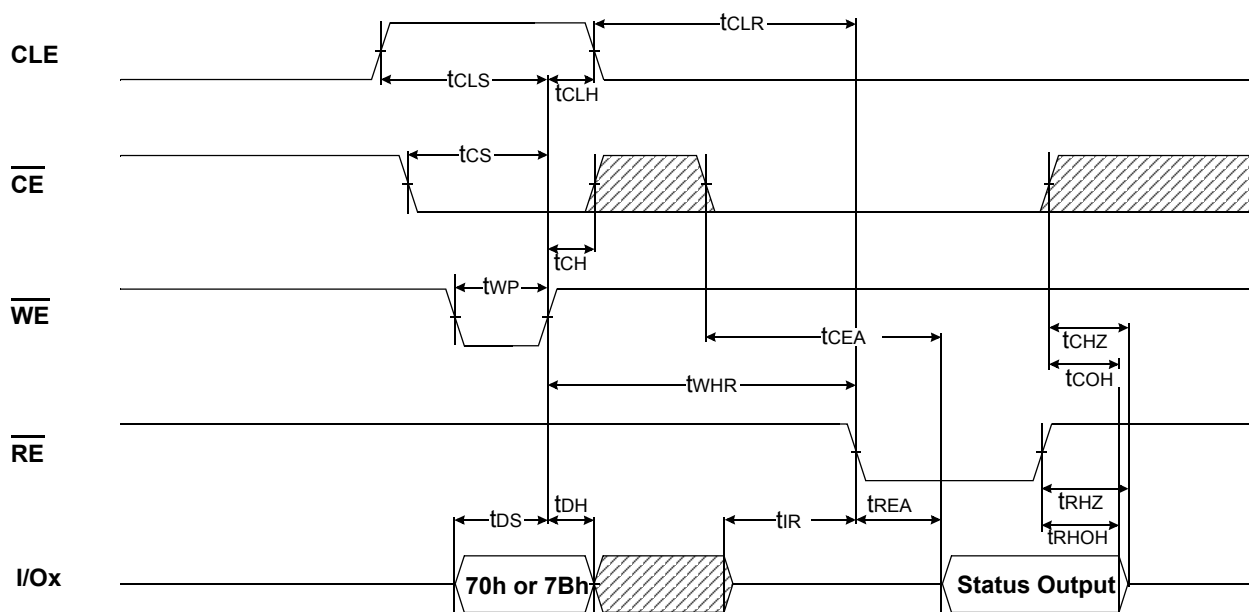 tCLR
CLE
tCLS
tCLH
tCS
CE
tCH
tWP
WE
tCEA
tCHZ
tCOH
tWHR
RE
tDS
tDH
tIR
tREA
tRHZ
tRHOH
I/Ox
70h or 7Bh
Status Output